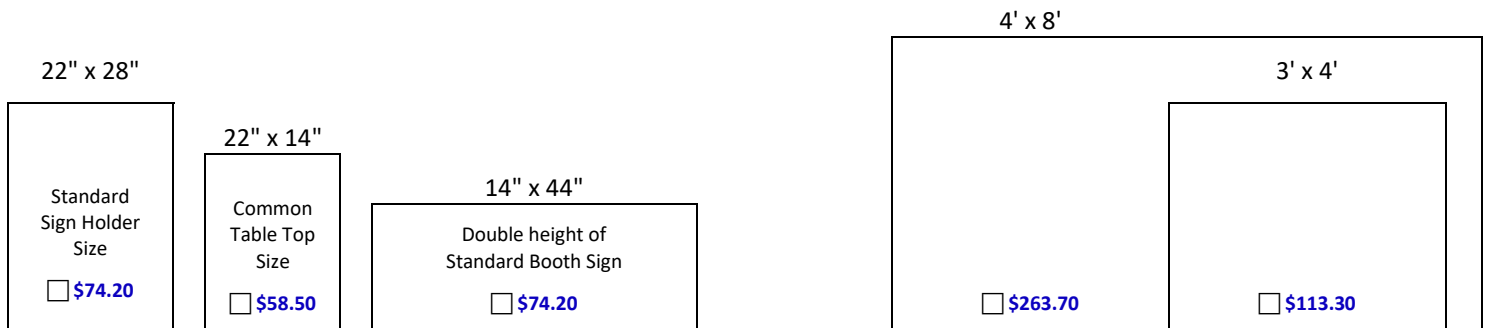 4' x 8'
22" x 28"
3' x 4'
22" x 14"
14" x 44"
Standard
Sign Holder
Size
☐ $74.20
Common
Table Top
Size
☐ $58.50
Double height of
Standard Booth Sign
☐ $74.20
☐ $263.70
☐ $113.30